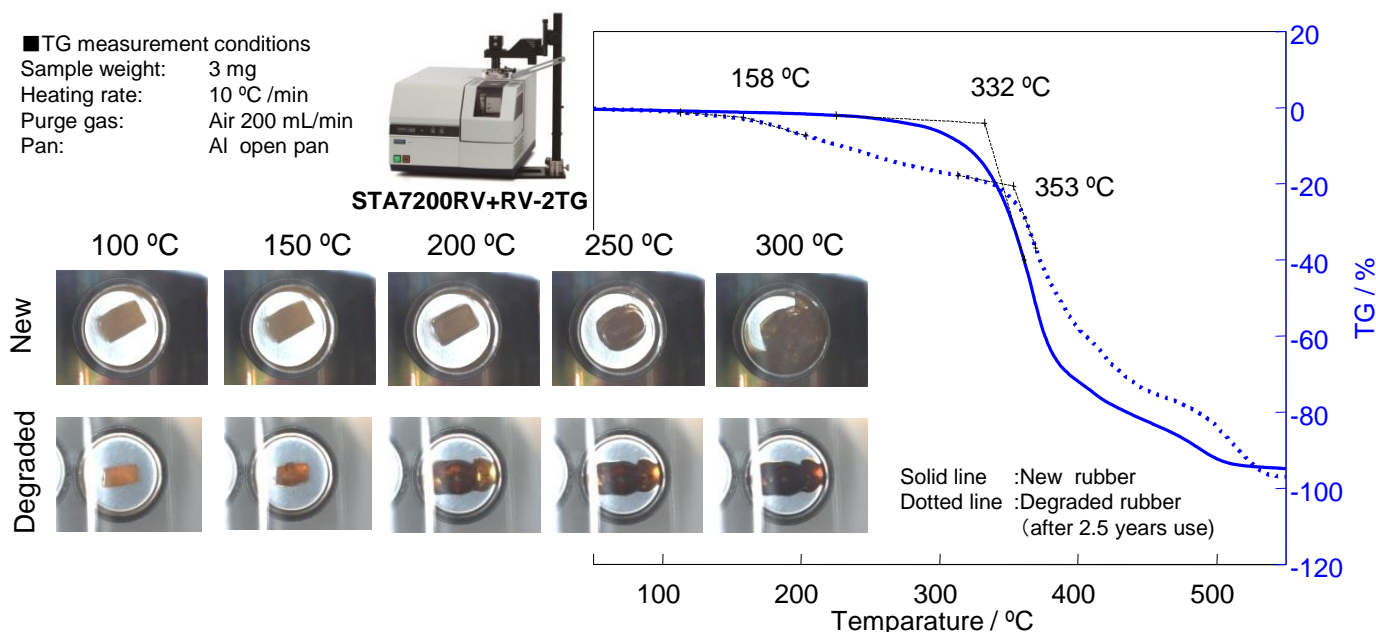 ■TG measurement conditions
Sample weight: 3 mg
Heating rate: 10 ºC /min
Purge gas: Air 200 mL/min
Pan: Al open pan
STA7200RV+RV-2TG
100 ºC 150 ºC 200 ºC 250 ºC 300 ºC
New
Degraded
158 ºC
332 ºC
353 ºC
20
0
-20
-40
-60
-80
-100
-120
TG / %
Solid line :New rubber
Dotted line :Degraded rubber
(after 2.5 years use)
100 200 300 400 500
Temparature / ºC